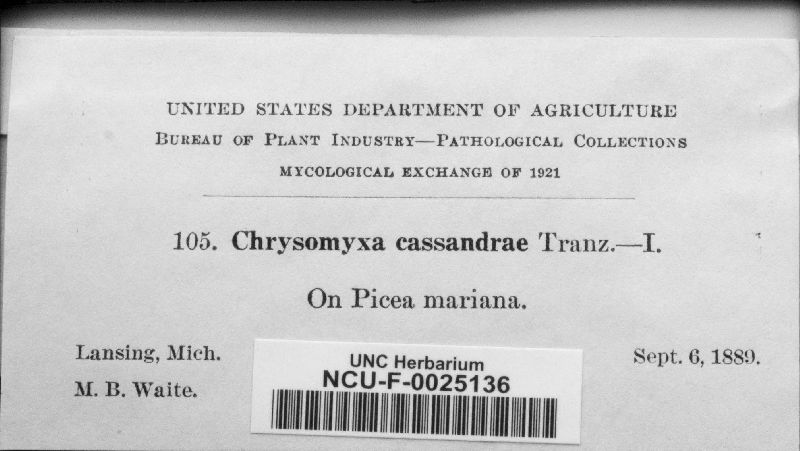 UNITED STATES DEPARTMENT OF AGRICULTURE
BUREAU OF PLANT INDUSTRY—PATHOLOGICAL COLLECTIONS
MYCOLOGICAL EXCHANGE OF 1921
105. Chrysomyxa cassandrae Tranz.—I.
On Picea mariana.
Lansing, Mich.
Sept. 6, 1889.
M. B. Waite.
UNC Herbarium
NCU-F-0025136